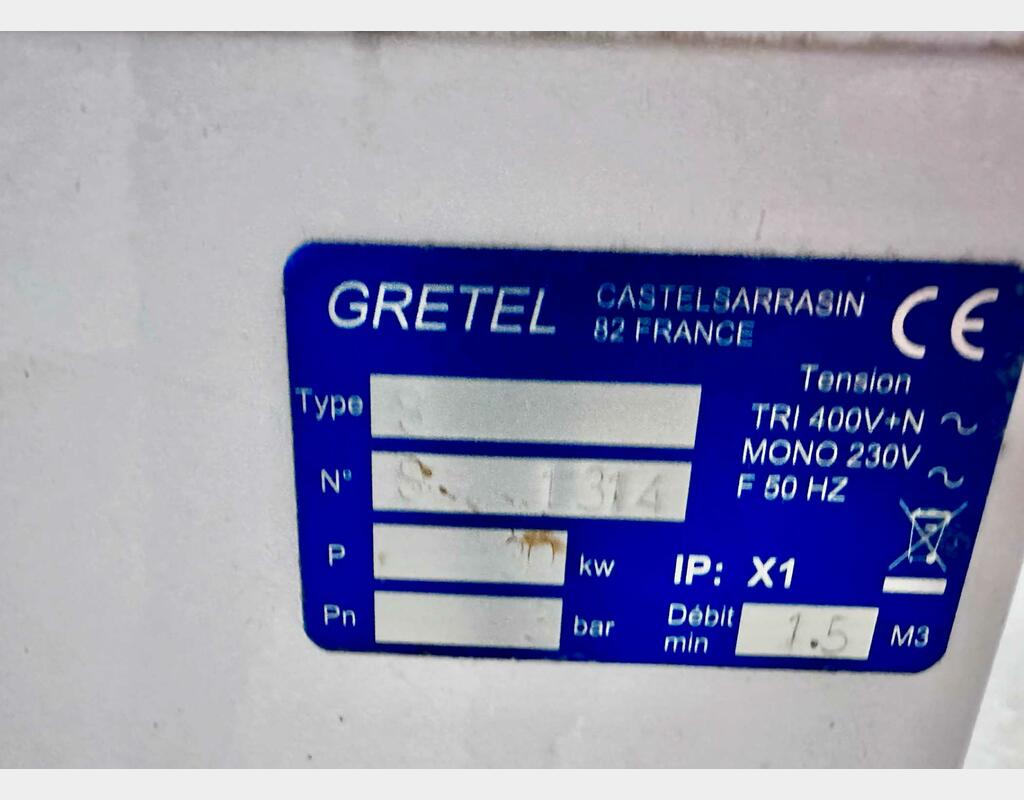 GRETEL
CASTELSARRASIN
82 FRANCE
CE
Tension
Type
TRI 400V+N
MONO 230V
N°
F 50 HZ
P kw
IP: X1
Pn bar
Débit
min 1.5 M3